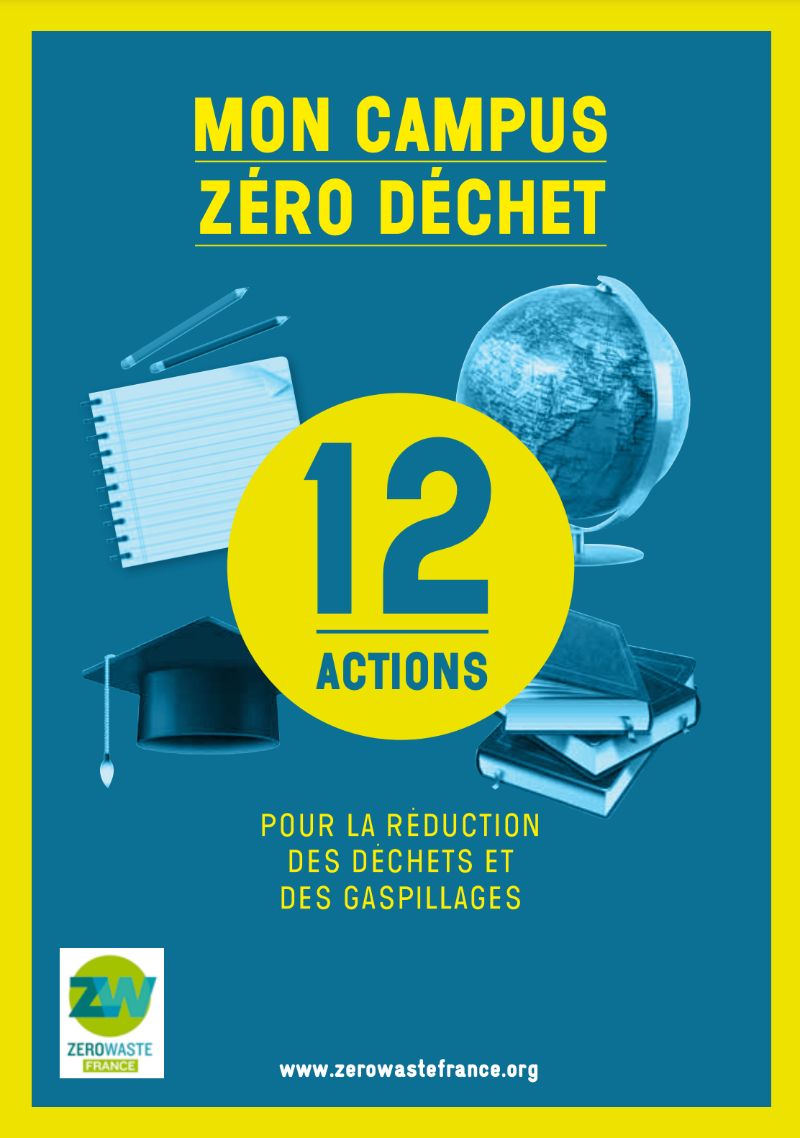 MON CAMPUS
ZÉRO DÉCHET
12
ACTIONS
POUR LA RÉDUCTION
DES DÉCHETS ET
DES GASPILLAGES
ZW
ZEROWASTE
FRANCE
www.zerowastefrance.org